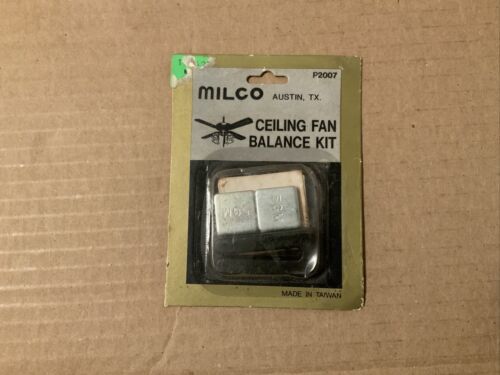 P2007
MILCO AUSTIN, TX.
CEILING FAN
BALANCE KIT
MADE IN TAIWAN